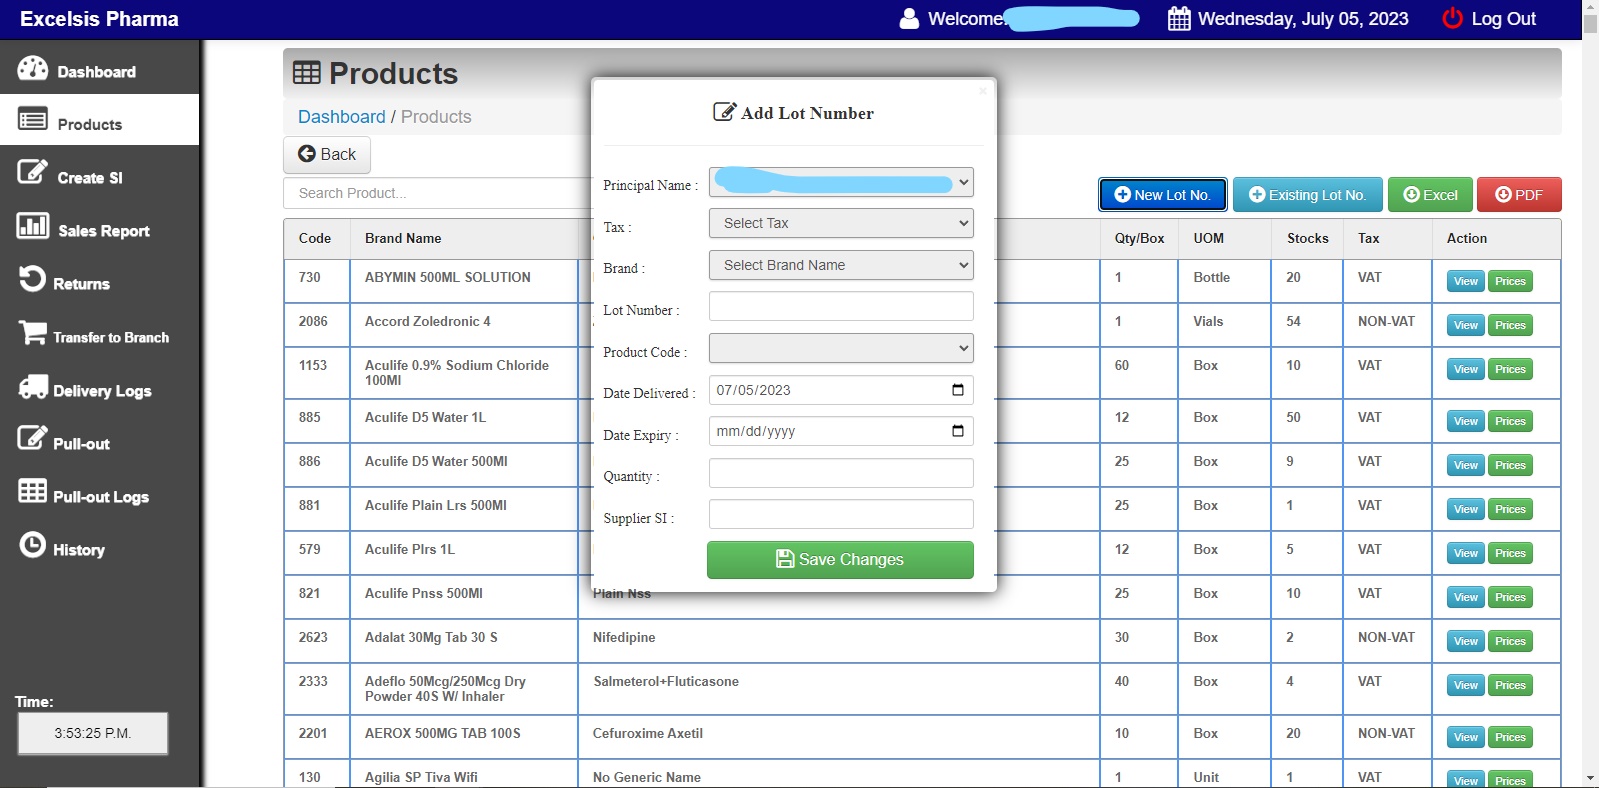 Excelsis Pharma
Welcome
Wednesday, July 05, 2023
Log Out
Dashboard
Products
Create SI
Sales Report
Returns
Transfer to Branch
Delivery Logs
Pull-out
Pull-out Logs
History
Time:
3:53:25 P.M.
Products
Dashboard / Products
Back
Search Product...
New Lot No.
Existing Lot No.
Excel
PDF
Add Lot Number
Principal Name :
Tax : Select Tax
Brand : Select Brand Name
Lot Number :
Product Code :
Date Delivered : 07/05/2023
Date Expiry : mm/dd/yyyy
Quantity :
Supplier SI :
Save Changes
Code Brand Name Qty/Box UOM Stocks Tax Action
730 ABYMIN 500ML SOLUTION 1 Bottle 20 VAT View Prices
2086 Accord Zoledronic 4 1 Vials 54 NON-VAT View Prices
1153 Aculife 0.9% Sodium Chloride 60 Box 10 VAT View Prices
100Ml
885 Aculife D5 Water 1L 12 Box 50 VAT View Prices
886 Aculife D5 Water 500Ml 25 Box 9 VAT View Prices
881 Aculife Plain Lrs 500Ml 25 Box 1 VAT View Prices
579 Aculife Plrs 1L 12 Box 5 VAT View Prices
821 Aculife Pnss 500Ml Plain Nss 25 Box 10 VAT View Prices
2623 Adalat 30Mg Tab 30 S Nifedipine 30 Box 2 NON-VAT View Prices
2333 Adeflo 50Mcg/250Mcg Dry Salmeterol+Fluticasone 40 Box 4 VAT View Prices
Powder 40S W/ Inhaler
2201 AEROX 500MG TAB 100S Cefuroxime Axetil 10 Box 20 NON-VAT View Prices
130 Agilia SP Tiva Wifi No Generic Name 1 Unit 1 VAT View Prices